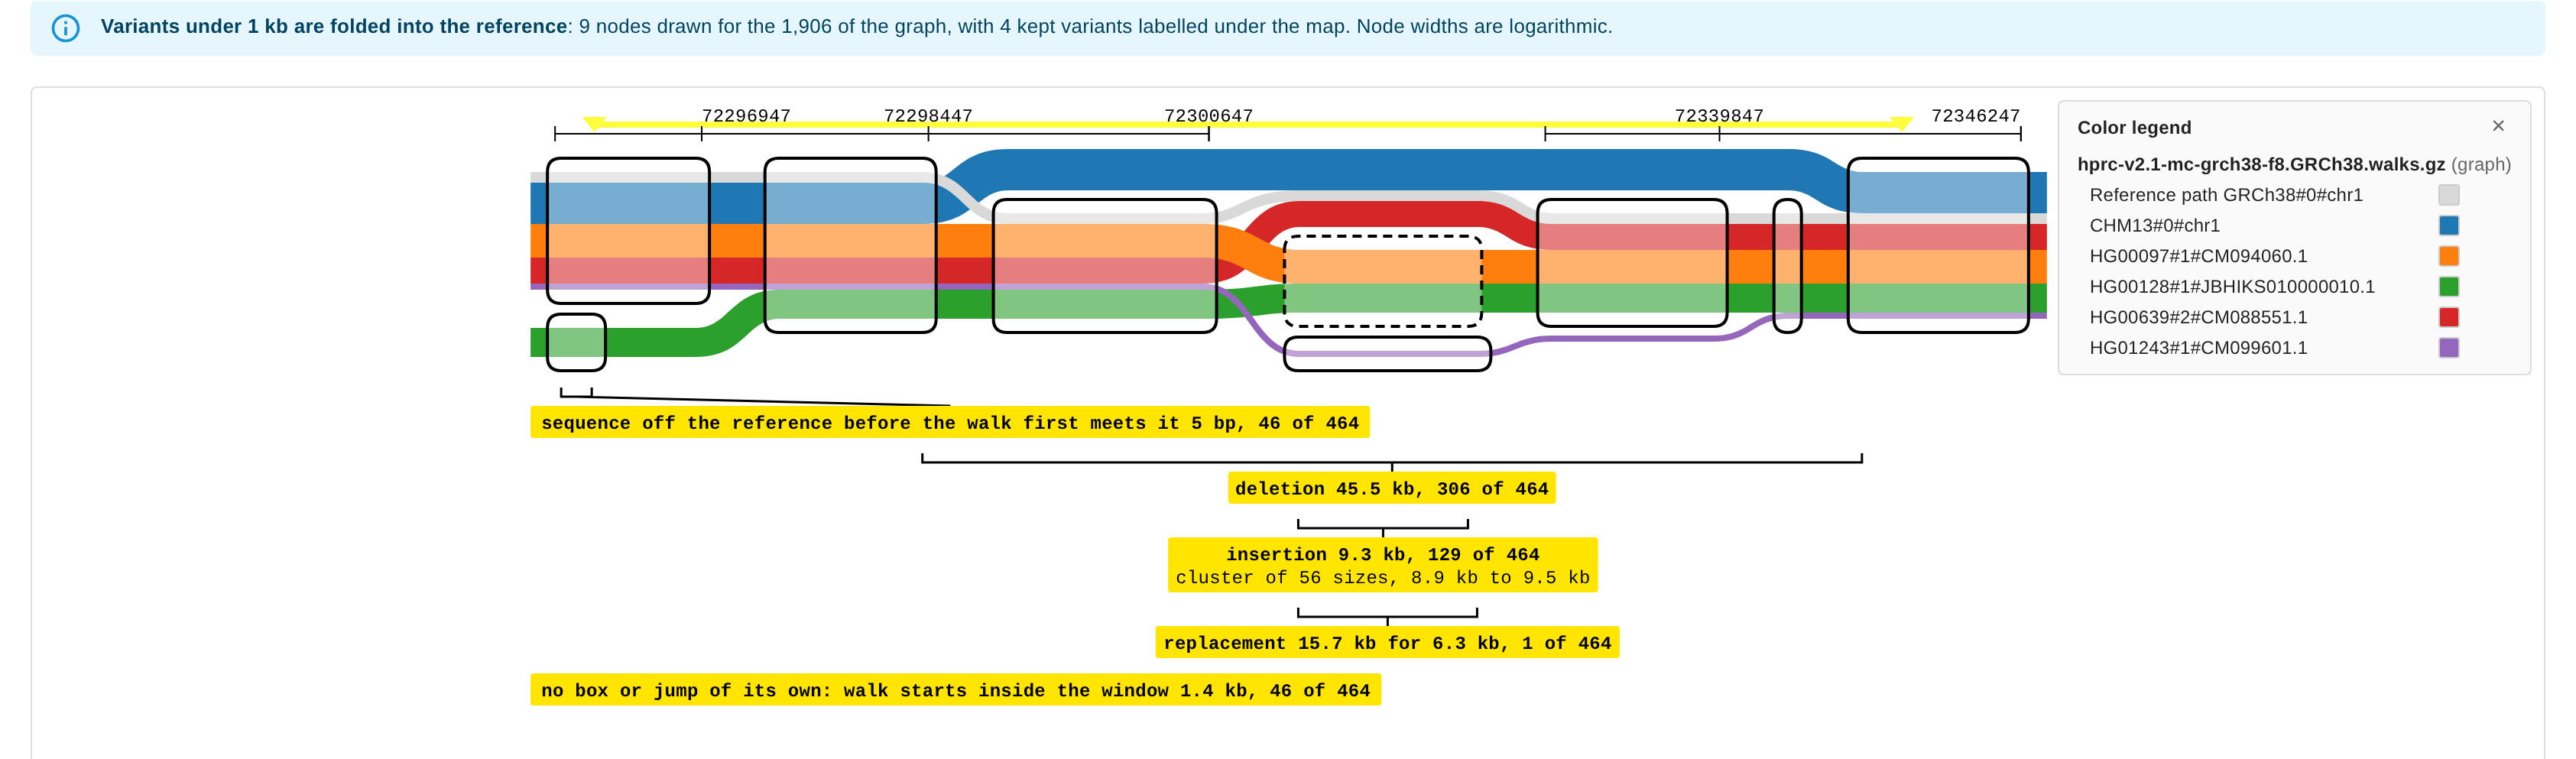 Variants under 1 kb are folded into the reference: 9 nodes drawn for the 1,906 of the graph, with 4 kept variants labelled under the map. Node widths are logarithmic.
72296947 72298447 72300647 72339847 72346247
Color legend ×
hprc-v2.1-mc-grch38-f8.GRCh38.walks.gz (graph)
Reference path GRCh38#0#chr1
CHM13#0#chr1
HG00097#1#CM094060.1
HG00128#1#JBHIKS010000010.1
HG00639#2#CM088551.1
HG01243#1#CM099601.1
sequence off the reference before the walk first meets it 5 bp, 46 of 464
deletion 45.5 kb, 306 of 464
insertion 9.3 kb, 129 of 464
cluster of 56 sizes, 8.9 kb to 9.5 kb
replacement 15.7 kb for 6.3 kb, 1 of 464
no box or jump of its own: walk starts inside the window 1.4 kb, 46 of 464